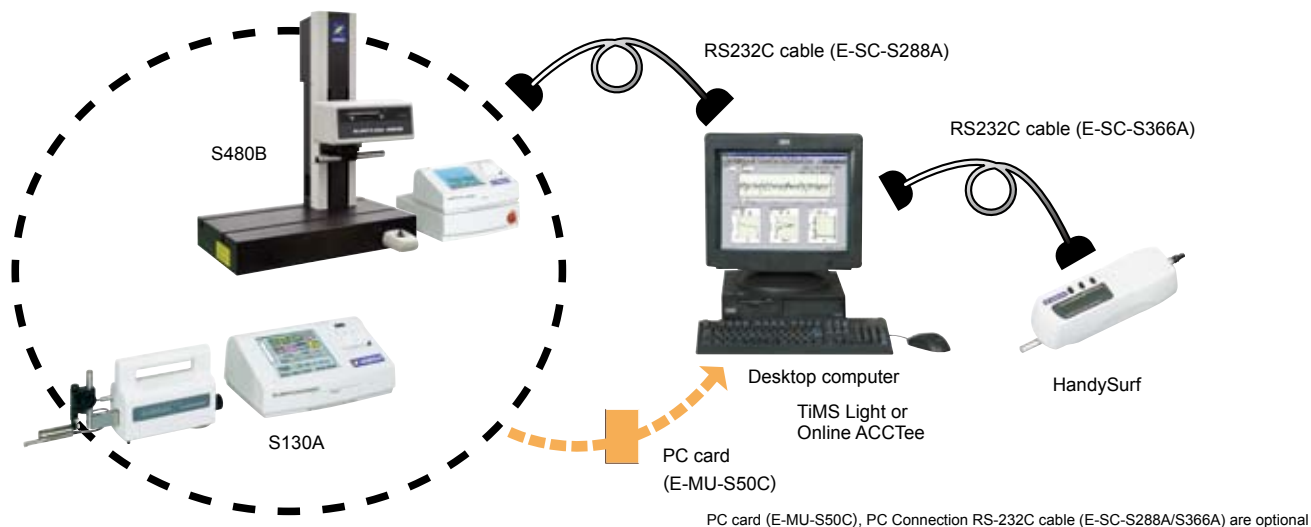 RS232C cable (E-SC-S288A)
RS232C cable (E-SC-S366A)
S480B
S130A
Desktop computer
TiMS Light or
Online ACCTee
HandySurf
PC card
(E-MU-S50C)
PC card (E-MU-S50C), PC Connection RS-232C cable (E-SC-S288A/S366A) are optional